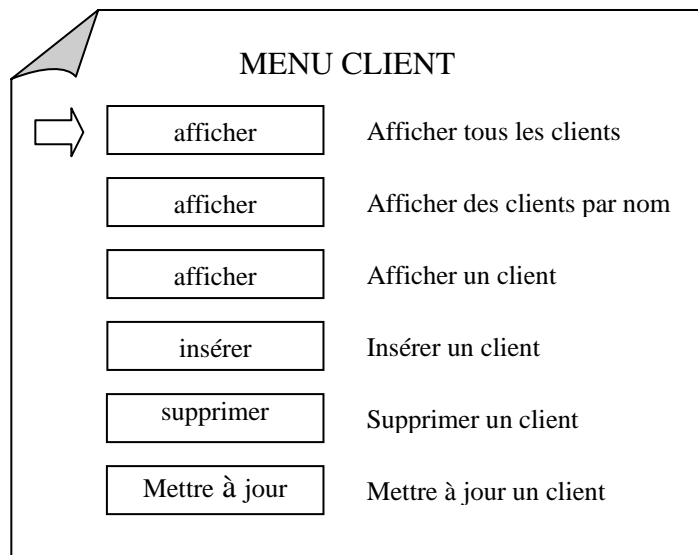 MENU CLIENT
afficher Afficher tous les clients
afficher Afficher des clients par nom
afficher Afficher un client
insérer Insérer un client
supprimer Supprimer un client
Mettre à jour Mettre à jour un client